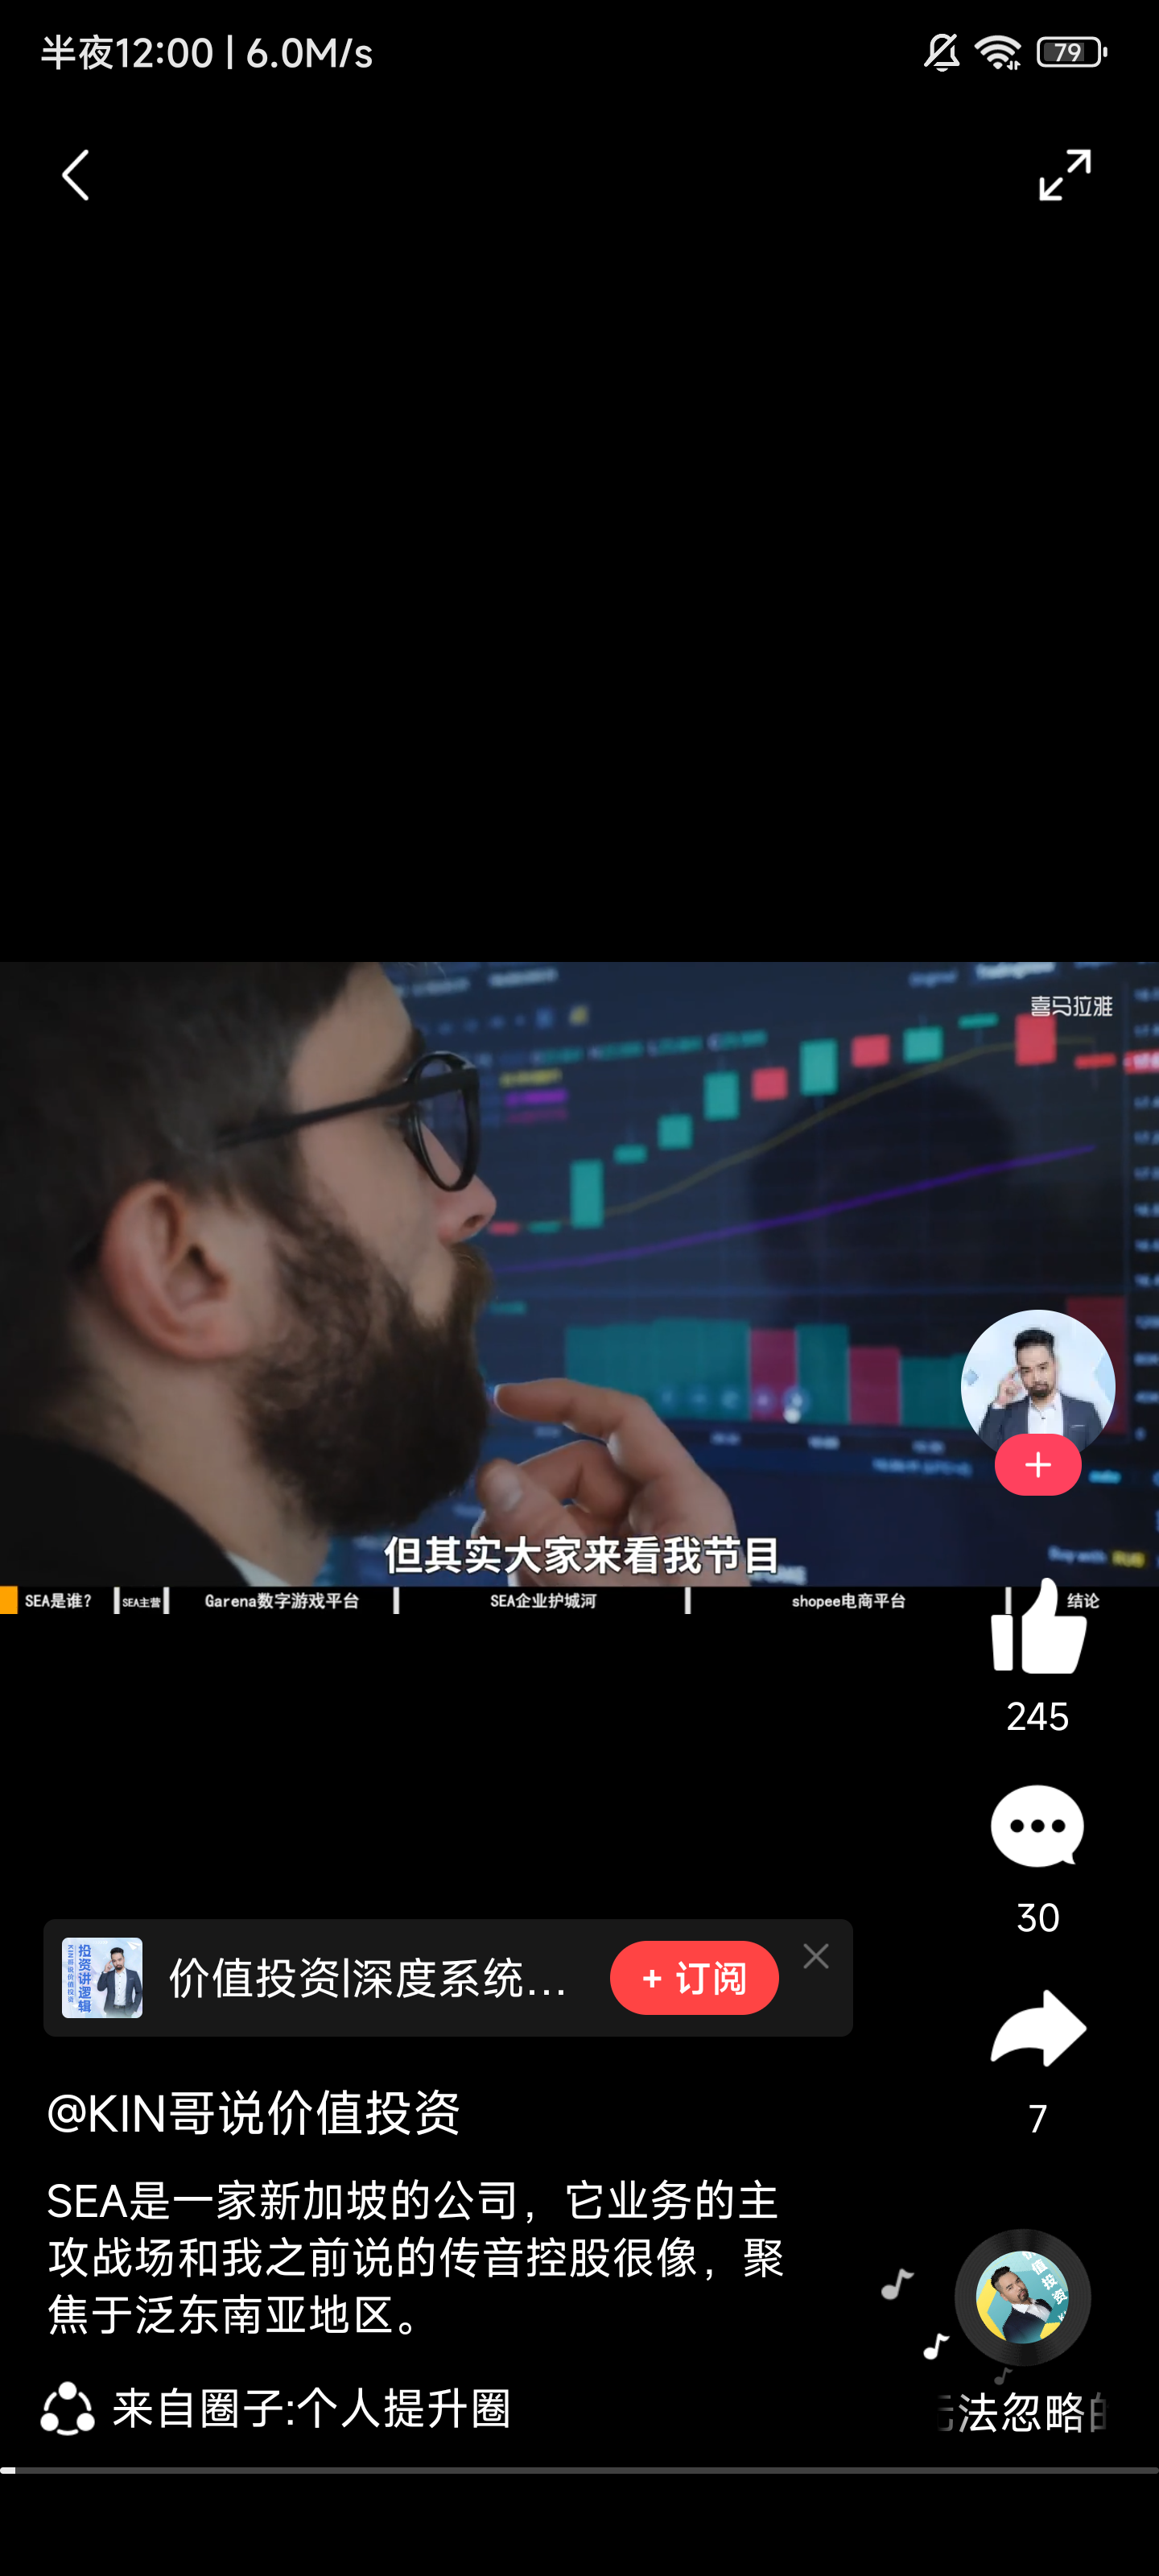 半夜12:00 | 6.0M/s
79
喜马拉雅
但其实大家来看我节目
SEA是谁?
SEA主营
Garena数字游戏平台
SEA企业护城河
shopee电商平台
结论
245
30
投资讲逻辑
价值投资|深度系统...
+ 订阅
7
@KIN哥说价值投资
SEA是一家新加坡的公司，它业务的主
攻战场和我之前说的传音控股很像，聚
焦于泛东南亚地区。
来自圈子:个人提升圈
法忽略